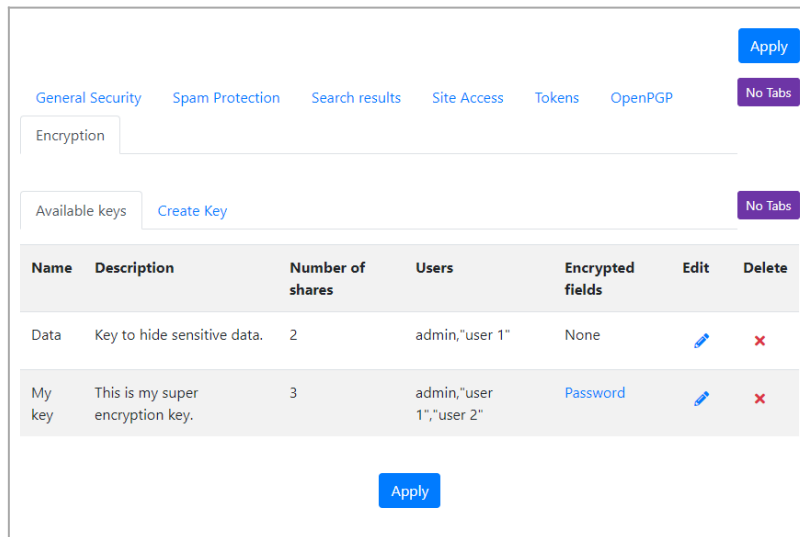 Apply
General Security Spam Protection Search results Site Access Tokens OpenPGP No Tabs
Encryption
Available keys Create Key No Tabs
Name Description Number of shares Users Encrypted fields Edit Delete
Data Key to hide sensitive data. 2 admin,"user 1" None
My key This is my super encryption key. 3 admin,"user 1","user 2" Password
Apply